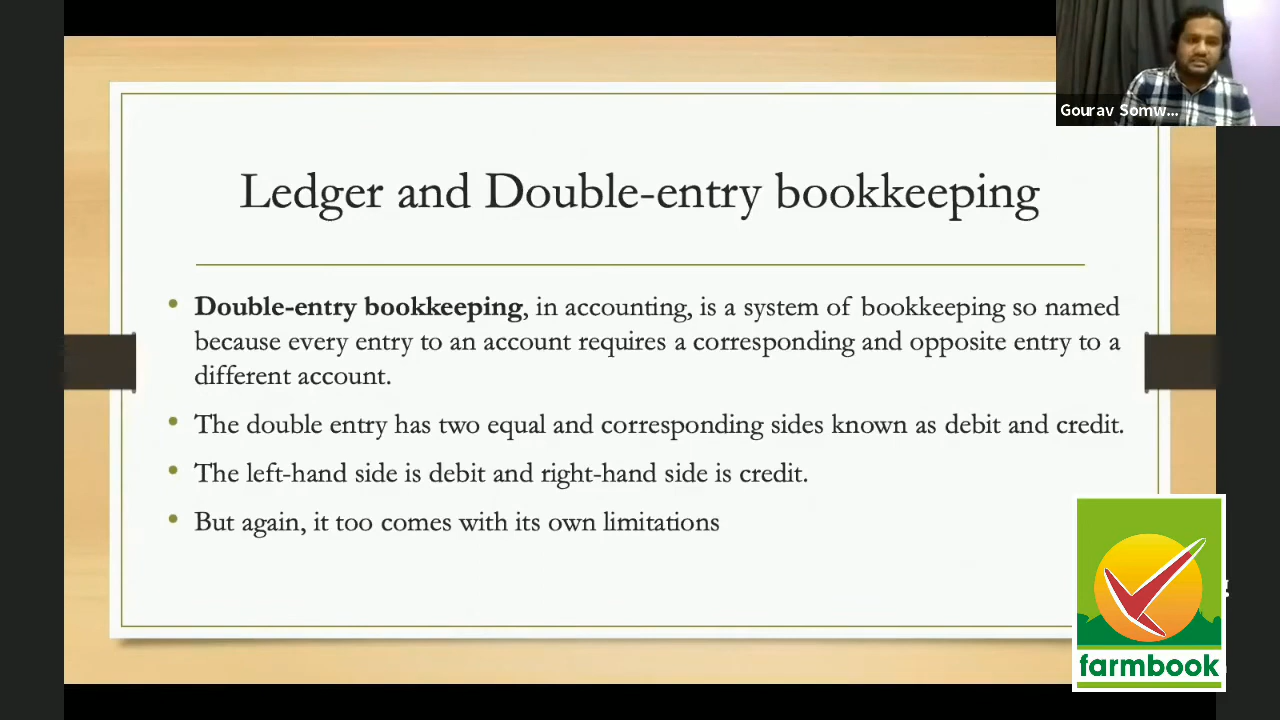 Gourav Somw...
Ledger and Double-entry bookkeeping
Double-entry bookkeeping, in accounting, is a system of bookkeeping so named
because every entry to an account requires a corresponding and opposite entry to a
different account.
The double entry has two equal and corresponding sides known as debit and credit.
The left-hand side is debit and right-hand side is credit.
But again, it too comes with its own limitations
farmbook